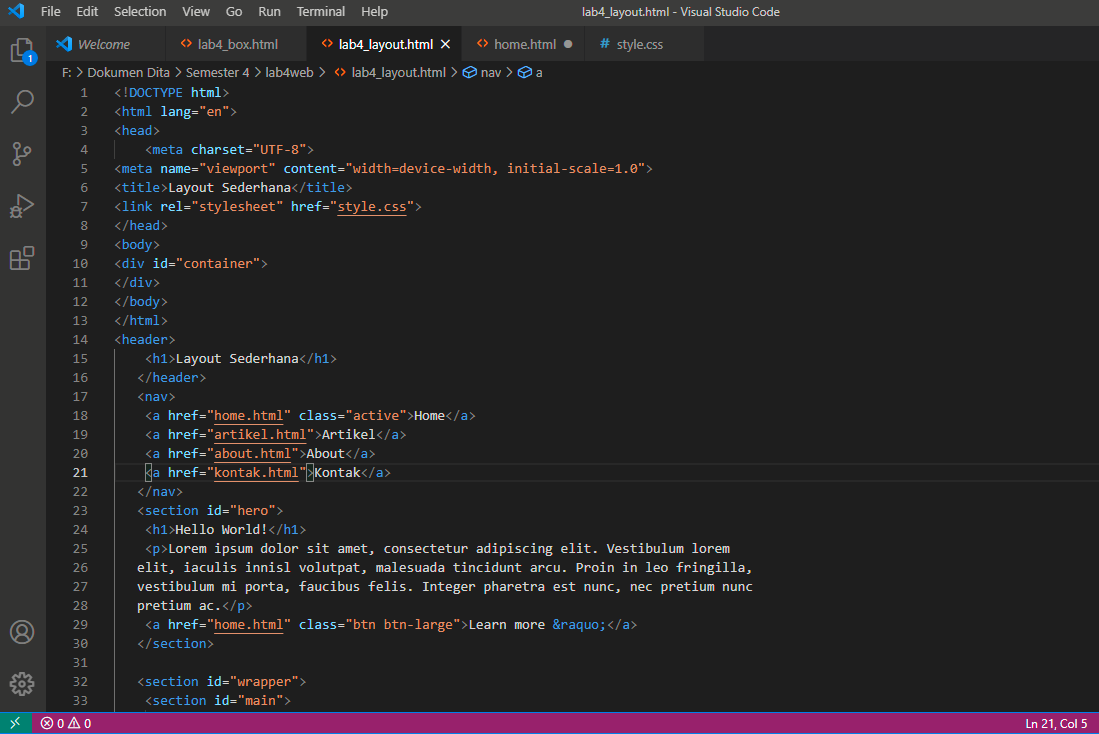 File Edit Selection View Go Run Terminal Help lab4_layout.html - Visual Studio Code
Welcome lab4_box.html lab4_layout.html home.html # style.css
1
F: > Dokumen Dita > Semester 4 > lab4web > lab4_layout.html > nav > a
1 <!DOCTYPE html>
2 <html lang="en">
3 <head>
4 <meta charset="UTF-8">
5 <meta name="viewport" content="width=device-width, initial-scale=1.0">
6 <title>Layout Sederhana</title>
7 <link rel="stylesheet" href="style.css">
8 </head>
9 <body>
10 <div id="container">
11 </div>
12 </body>
13 </html>
14 <header>
15 <h1>Layout Sederhana</h1>
16 </header>
17 <nav>
18 <a href="home.html" class="active">Home</a>
19 <a href="artikel.html">Artikel</a>
20 <a href="about.html">About</a>
21 <a href="kontak.html">Kontak</a>
22 </nav>
23 <section id="hero">
24 <h1>Hello World!</h1>
25 <p>Lorem ipsum dolor sit amet, consectetur adipiscing elit. Vestibulum lorem
26 elit, iaculis innisl volutpat, malesuada tincidunt arcu. Proin in leo fringilla,
27 vestibulum mi porta, faucibus felis. Integer pharetra est nunc, nec pretium nunc
28 pretium ac.</p>
29 <a href="home.html" class="btn btn-large">Learn more &raquo;</a>
30 </section>
31
32 <section id="wrapper">
33 <section id="main">
0 0 Ln 21, Col 5